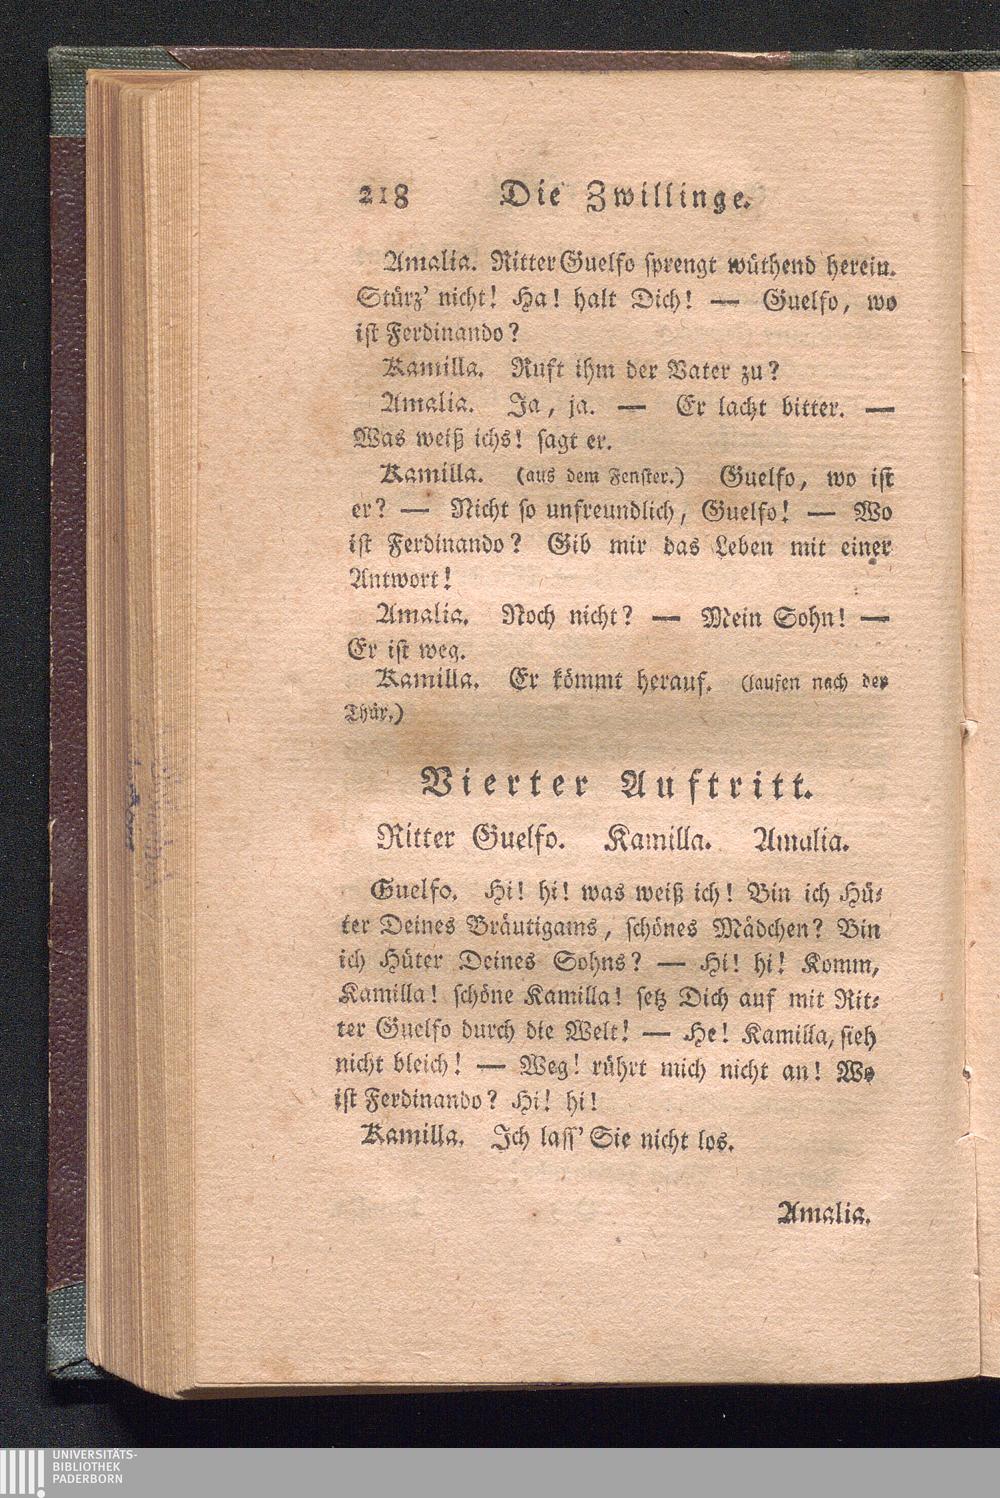 218 Die Zwillinge.
Amalia. Ritter Guelfo ſprengt wüthend herein.
Stürz' nicht! Ha! halt Dich! — Guelfo, wo
iſt Ferdinando?
Kamilla. Ruft ihm der Vater zu?
Amalia. Ja, ja. — Er lacht bitter. —
Was weiß ichs! ſagt er.
Kamilla. (aus dem Fenſter.) Guelfo, wo iſt
er? — Nicht ſo unfreundlich, Guelfo! — Wo
iſt Ferdinando? Gib mir das Leben mit einer
Antwort!
Amalia. Noch nicht? — Mein Sohn! —
Er iſt weg.
Kamilla. Er kömmt herauf. (laufen nach der
Thür.)
Vierter Auftritt.
Ritter Guelfo. Kamilla. Amalia.
Guelfo. Hi! hi! was weiß ich! Bin ich Hü⸗
ter Deines Bräutigams, ſchönes Mädchen? Bin
ich Hüter Deines Sohns? — Hi! hi! Komm,
Kamilla! ſchöne Kamilla! ſetz Dich auf mit Rit⸗
ter Guelfo durch die Welt! — He! Kamilla, ſieh
nicht bleich! — Weg! rührt mich nicht an! Wo
iſt Ferdinando? Hi! hi!
Kamilla. Ich laſſ' Sie nicht los.
Amalia.
UNIVERSITÄTS-
BIBLIOTHEK
PADERBORN